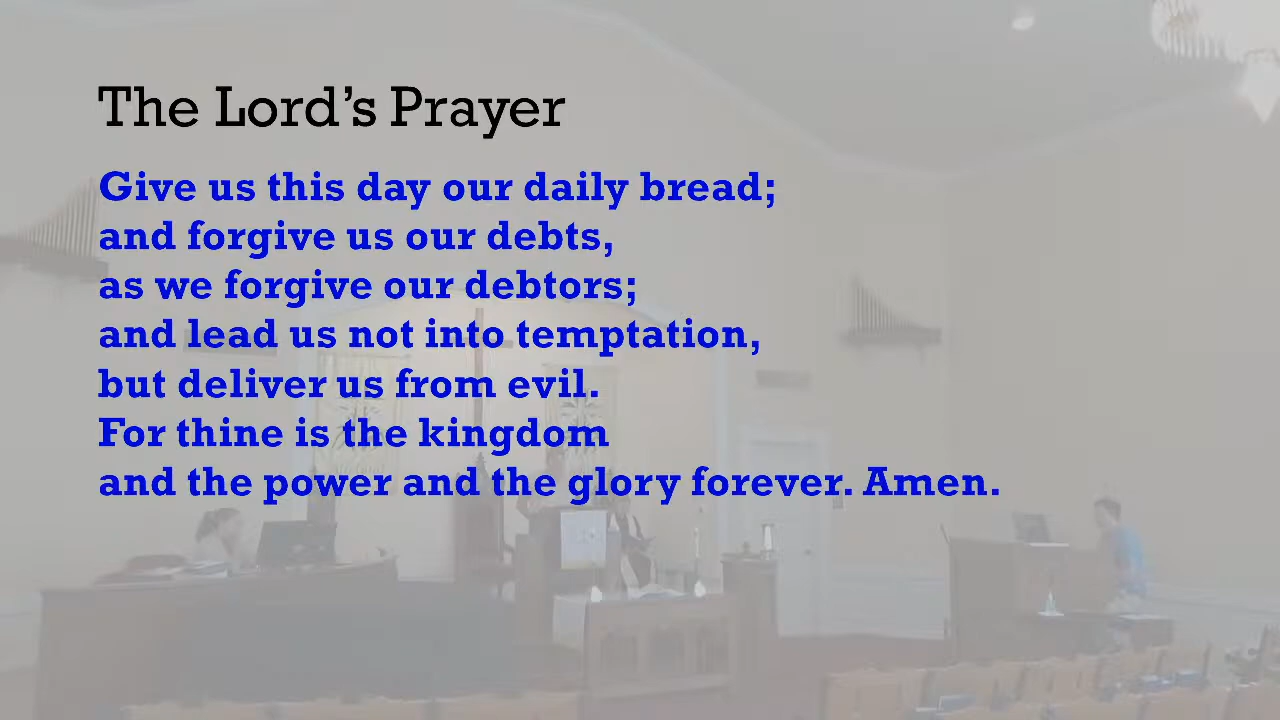 The Lord’s Prayer
Give us this day our daily bread;
and forgive us our debts,
as we forgive our debtors;
and lead us not into temptation,
but deliver us from evil.
For thine is the kingdom
and the power and the glory forever. Amen.